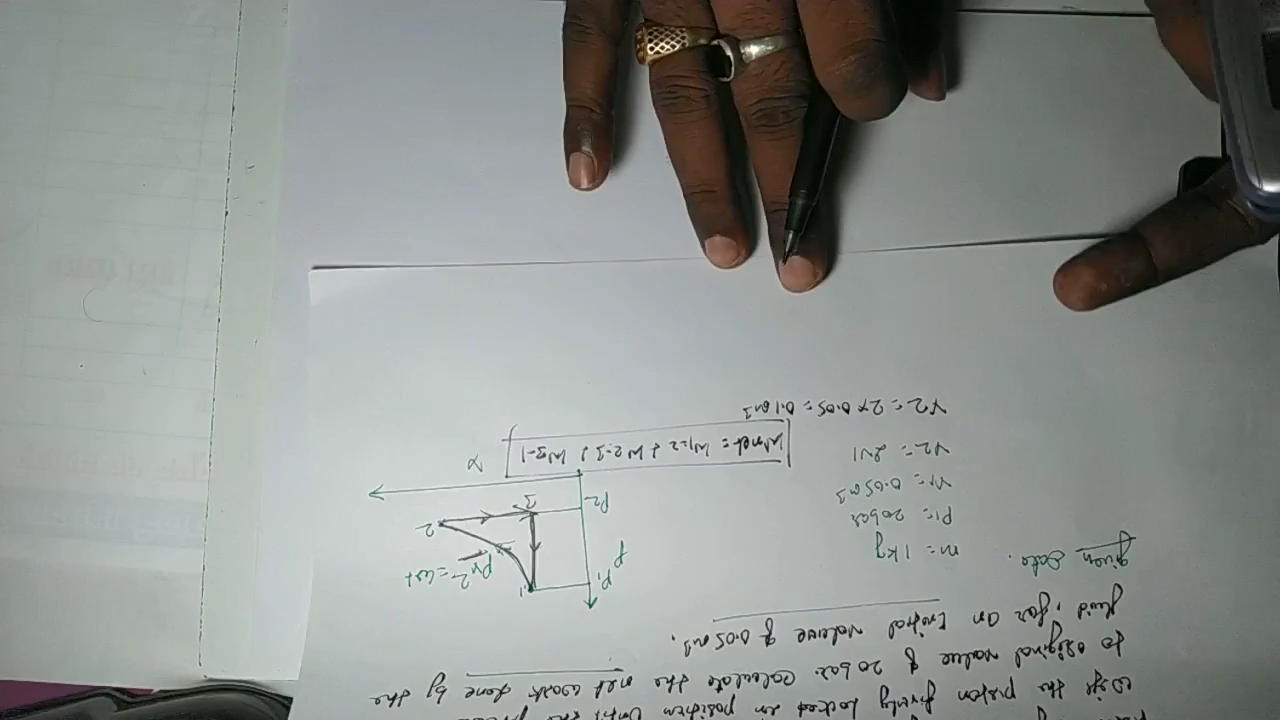 with the piston firmly locked in position until the
to original value of 20 bar. Calculate the net work done by the
fluid, for an initial volume of 0.05 m3.
given data.
m = 1 kg
P1 = 20 bar
V1 = 0.05 m3
V2 = 2V1
V2 = 2 x 0.05 = 0.1 m3
P
P1
P2
1
2
3
PV2 = Cost
Wnet = W1-2 + W2-3 + W3-1